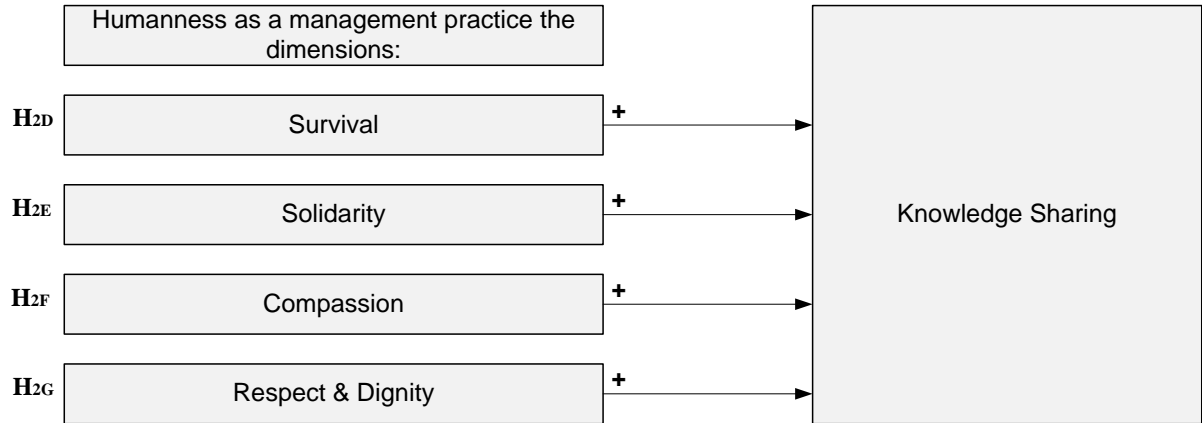 Humanness as a management practice the
dimensions:
H2D
Survival
+
H2E
Solidarity
+
H2F
Compassion
+
H2G
Respect & Dignity
+
Knowledge Sharing